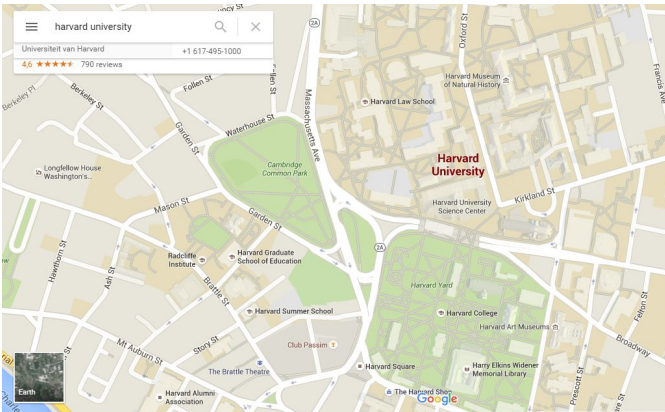 harvard university
Universiteit van Harvard
+1 617-495-1000
4,6
790 reviews
2A
Oxford St
Francis Ave
Follen St
Follen St
Berkeley Pl
Berkeley St
Garden St
Waterhouse St
Massachusetts Ave
Harvard Museum
of Natural History
Harvard Law School
Cambridge
Common Park
Harvard
University
Longfellow House
Washington's...
Mason St
Garden St
Kirkland St
Harvard University
Science Center
2A
Radcliffe
Institute
Harvard Graduate
School of Education
Hawthorn St
Ash St
Brattle St
Harvard Yard
Felton St
Harvard Summer School
Harvard College
Harvard Art Museums
Broadway
Mt Auburn St
Story St
Club Passim
The Brattle Theatre
Harvard Square
Harry Elkins Widener
Memorial Library
Prescott St
Earth
Harvard Alumni
Association
The Harvard Shop
Google